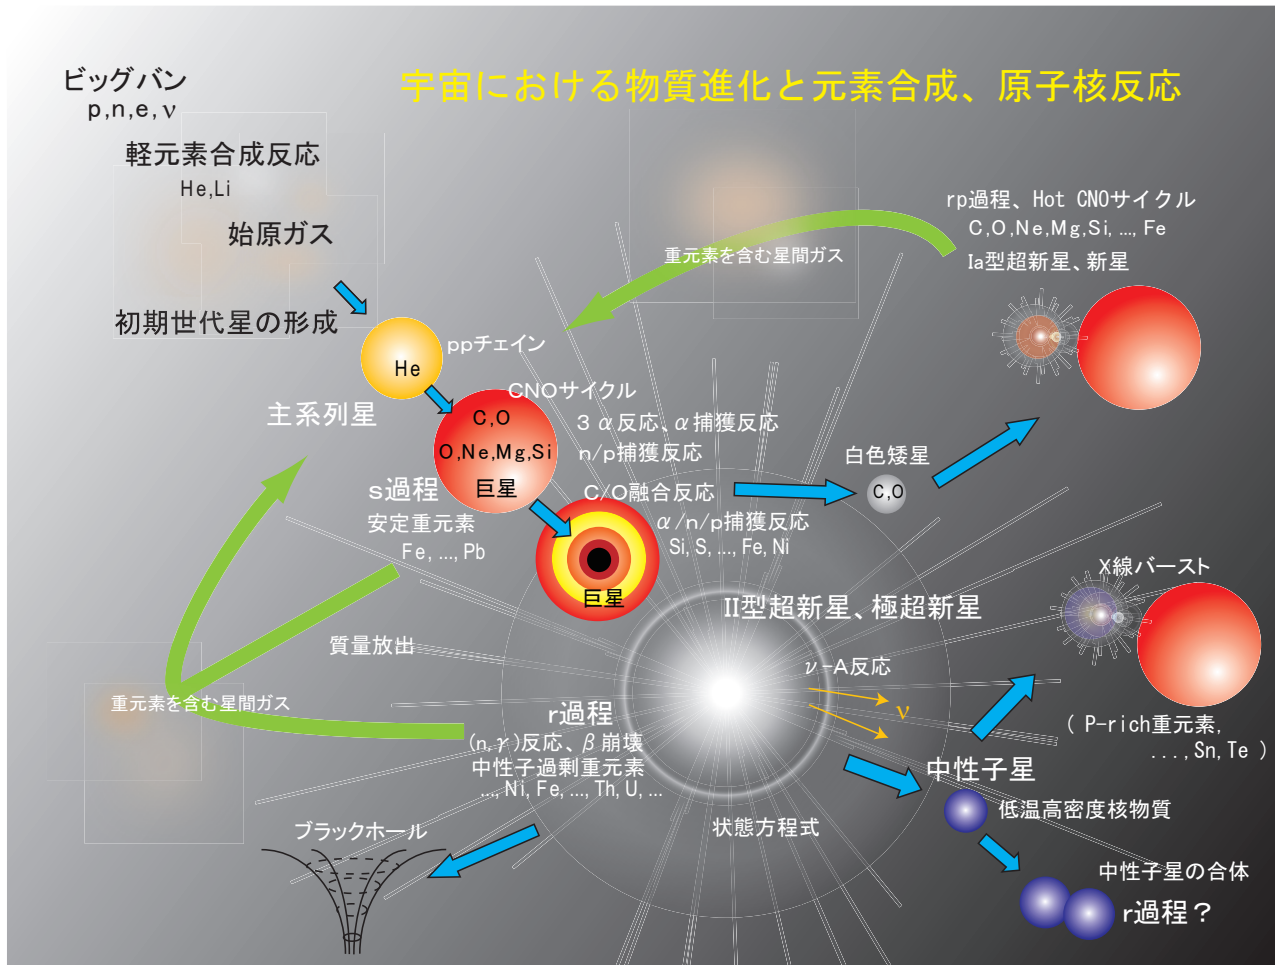 宇宙における物質進化と元素合成、原子核反応
ビッグバン
p,n,e,ν
軽元素合成反応
He,Li
始原ガス
初期世代星の形成
He
ppチェイン
主系列星
CNOサイクル
C,O
O,Ne,Mg,Si
巨星
3α反応、α捕獲反応
n/p捕獲反応
s過程
安定重元素
Fe, ..., Pb
C/O融合反応
α/n/p捕獲反応
Si, S, ..., Fe, Ni
巨星
重元素を含む星間ガス
rp過程、Hot CNOサイクル
C,O,Ne,Mg,Si, ..., Fe
Ia型超新星、新星
白色矮星
C,O
II型超新星、極超新星
ν-A反応
ν
X線バースト
( P-rich重元素,
...,Sn,Te )
質量放出
重元素を含む星間ガス
r過程
(n,γ)反応、β崩壊
中性子過剰重元素
..., Ni, Fe, ..., Th, U, ...
ブラックホール
状態方程式
中性子星
低温高密度核物質
中性子星の合体
r過程？